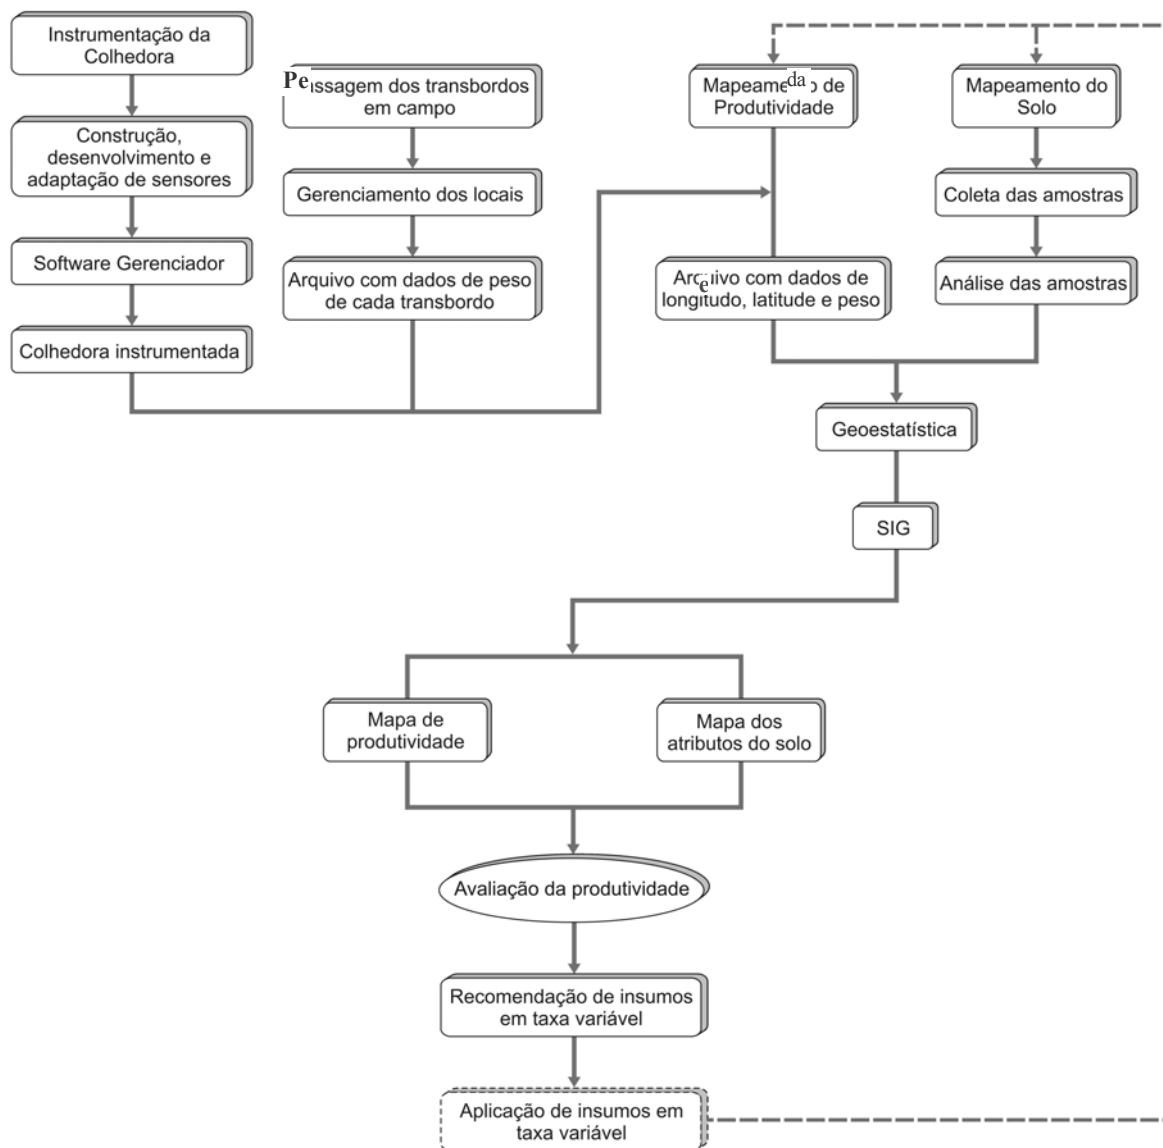 Instrumentação da
Colhedora
Construção,
desenvolvimento e
adaptação de sensores
Software Gerenciador
Colhedora instrumentada
Pe ssagem dos transbordos
em campo
Gerenciamento dos locais
Arquivo com dados de peso
de cada transbordo
da
Mapeam o de
Produtividade
e
Arquivo com dados de
longitudo, latitude e peso
Mapeamento do
Solo
Coleta das amostras
Análise das amostras
Geoestatística
SIG
Mapa de
produtividade
Mapa dos
atributos do solo
Avaliação da produtividade
Recomendação de insumos
em taxa variável
Aplicação de insumos em
taxa variável